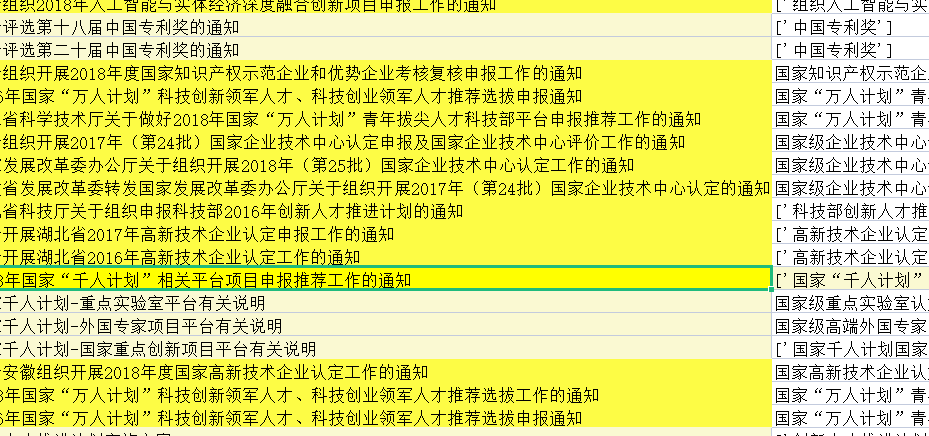 组织2018年人工智能与实体经济深度融合创新项目申报工作的通知 ['组织人工智能与实
评选第十八届中国专利奖的通知 ['中国专利奖']
评选第二十届中国专利奖的通知 ['中国专利奖']
组织开展2018年度国家知识产权示范企业和优势企业考核复核申报工作的通知 国家知识产权示范企
6年国家“万人计划”科技创新领军人才、科技创业领军人才推荐选拔申报通知 国家“万人计划”青
省科学技术厅关于做好2018年国家“万人计划”青年拔尖人才科技部平台申报推荐工作的通知 国家“万人计划”青
组织开展2017年（第24批）国家企业技术中心认定申报及国家企业技术中心评价工作的通知 国家级企业技术中心
发展改革委办公厅关于组织开展2018年（第25批）国家企业技术中心认定工作的通知 国家级企业技术中心
省发展改革委转发国家发展改革委办公厅关于组织开展2017年（第24批）国家企业技术中心认定的通知 国家级企业技术中心
省科技厅关于组织申报科技部2016年创新人才推进计划的通知 ['科技部创新人才推
开展湖北省2017年高新技术企业认定申报工作的通知 ['高新技术企业认定
开展湖北省2016年高新技术企业认定工作的通知 ['高新技术企业认定
8年国家“千人计划”相关平台项目申报推荐工作的通知 ['国家“千人计划”
千人计划-重点实验室平台有关说明 国家级重点实验室认
千人计划-外国专家项目平台有关说明 国家级高端外国专家
千人计划-国家重点创新项目平台有关说明 ['国家千人计划国家
安徽组织开展2018年度国家高新技术企业认定工作的通知 国家高新技术企业认
8年国家“万人计划”科技创新领军人才、科技创业领军人才推荐选拔工作的通知 国家“万人计划”青
6年国家“万人计划”科技创新领军人才、科技创业领军人才推荐选拔申报通知 国家“万人计划”青